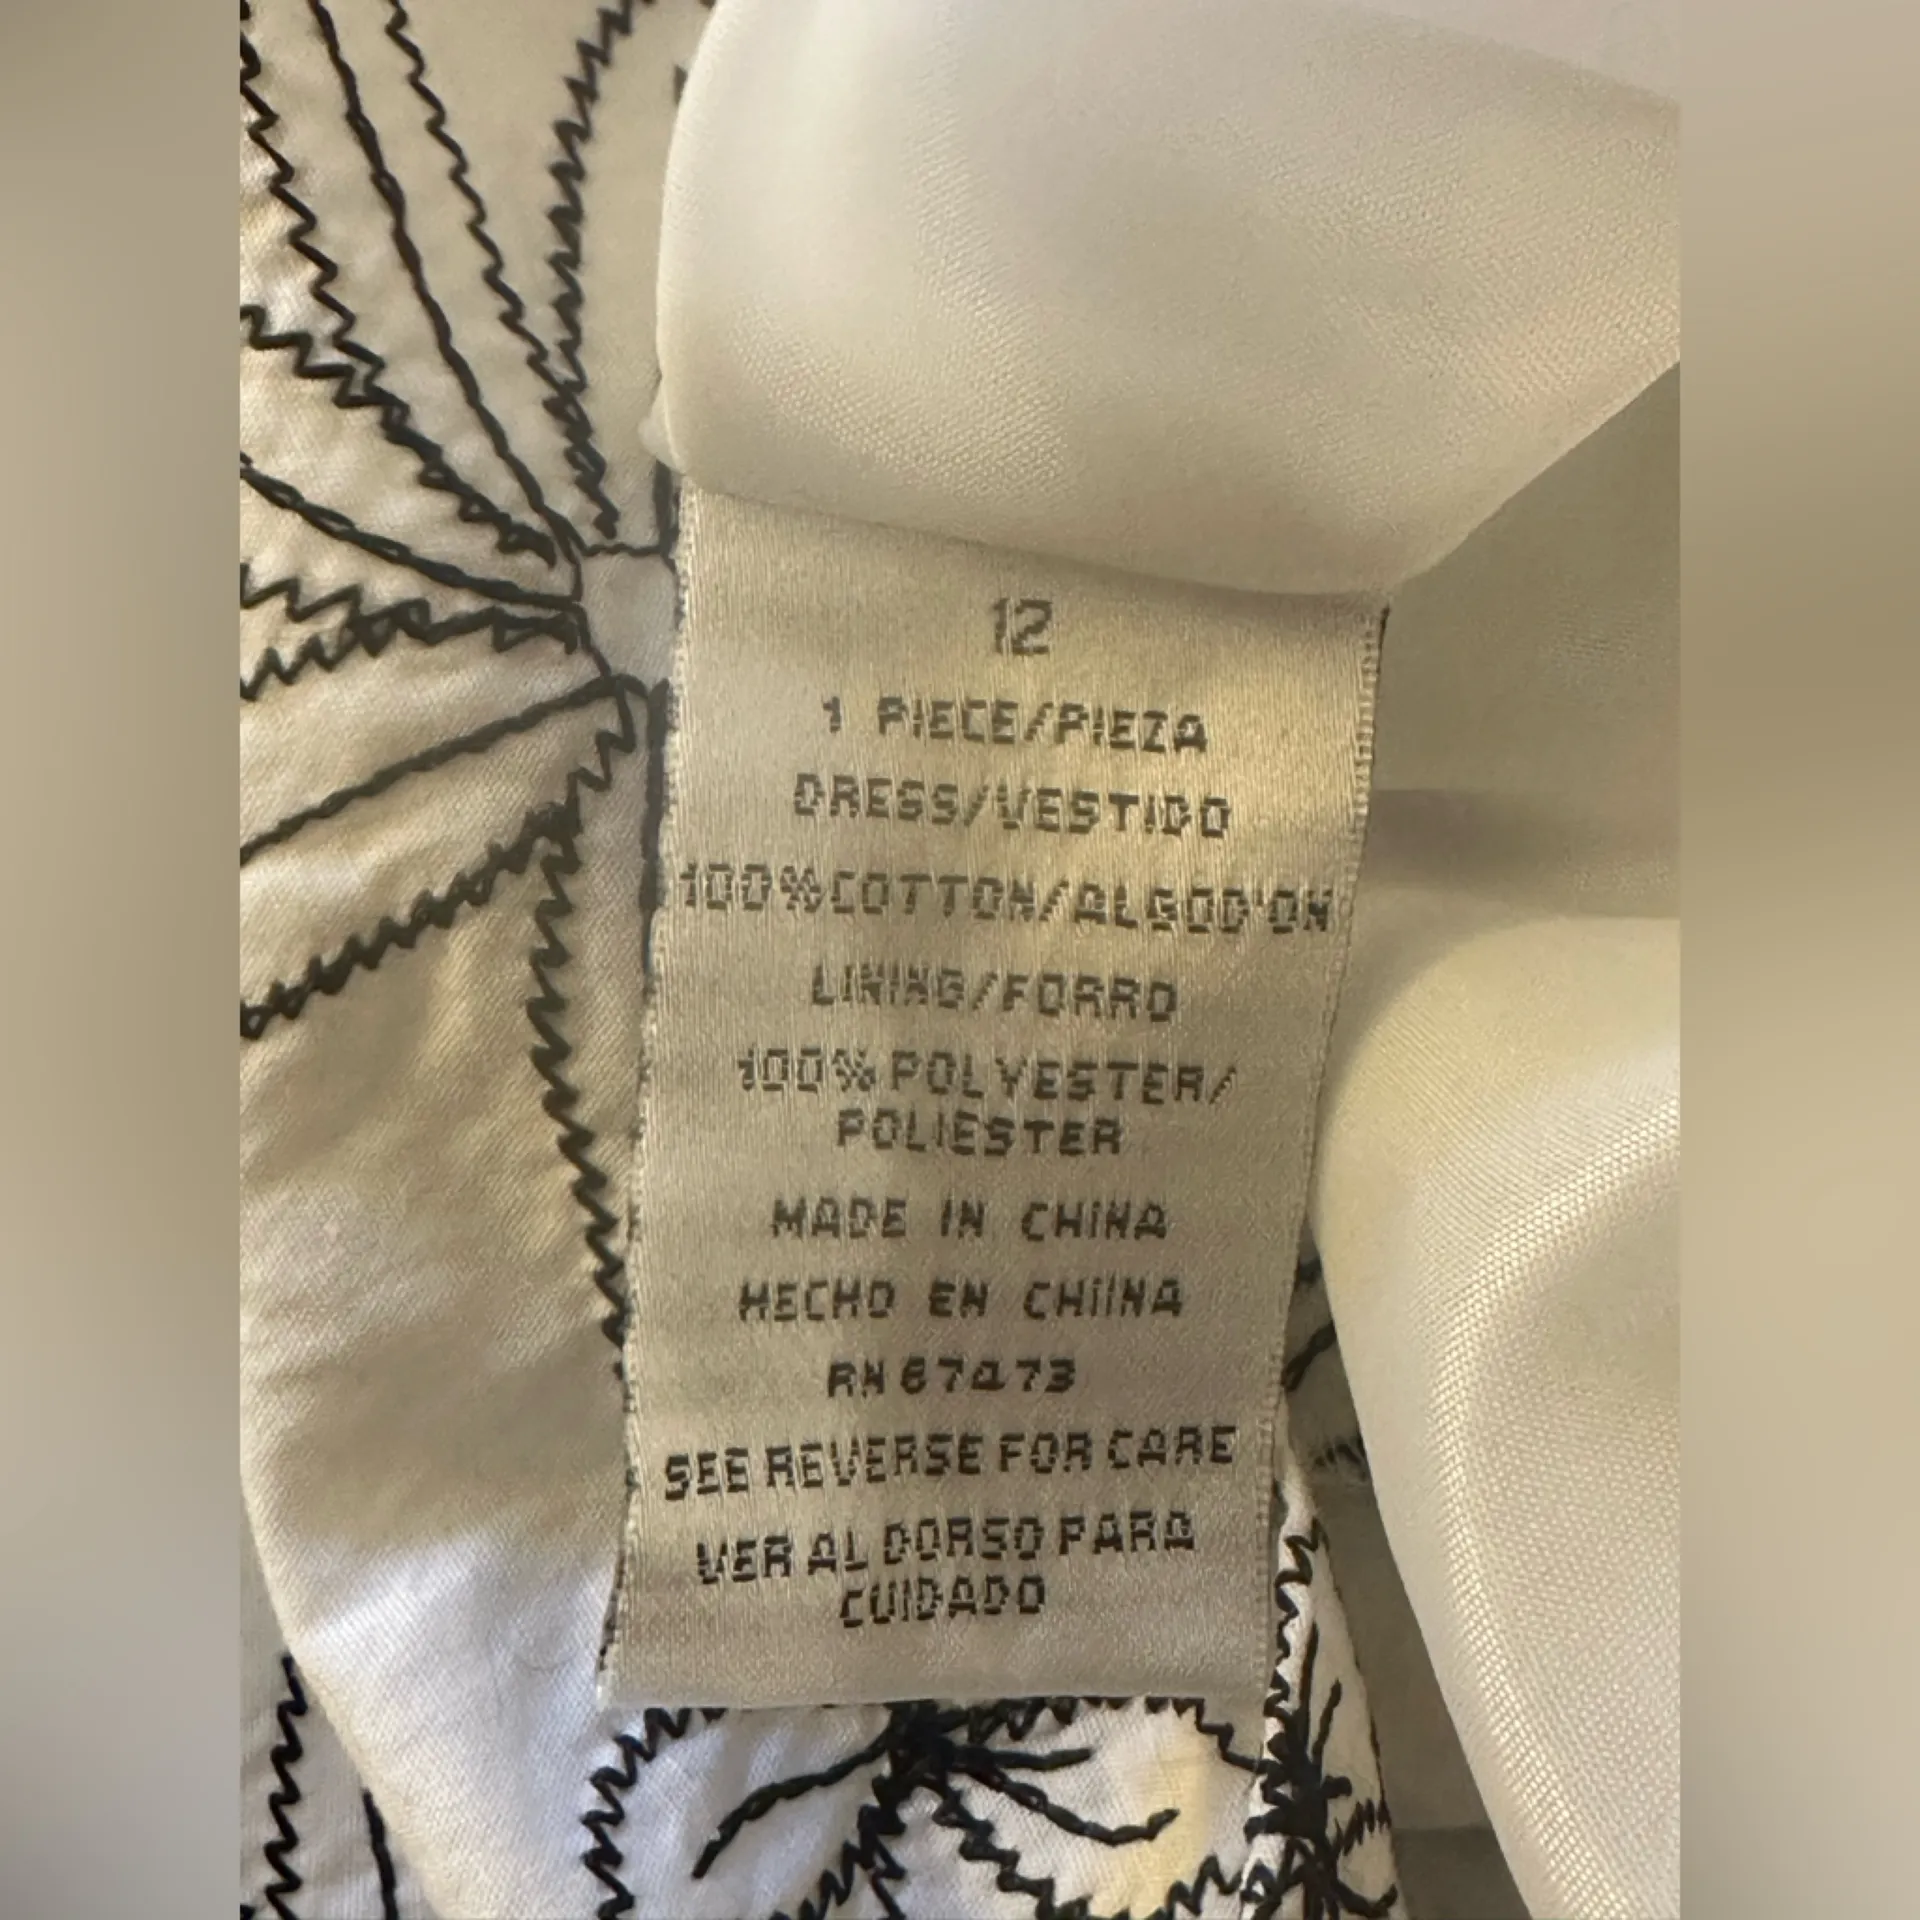 12
1 PIECE/PIEZA
DRESS/VESTIDO
100%COTTON/ALGOD'ON
LINING/FORRO
100%POLYESTER/
POLIESTER
MADE IN CHINA
HECHO EN CHIINA
RN 67473
SEE REVERSE FOR CARE
VER AL DORSO PARA
CUIDADO